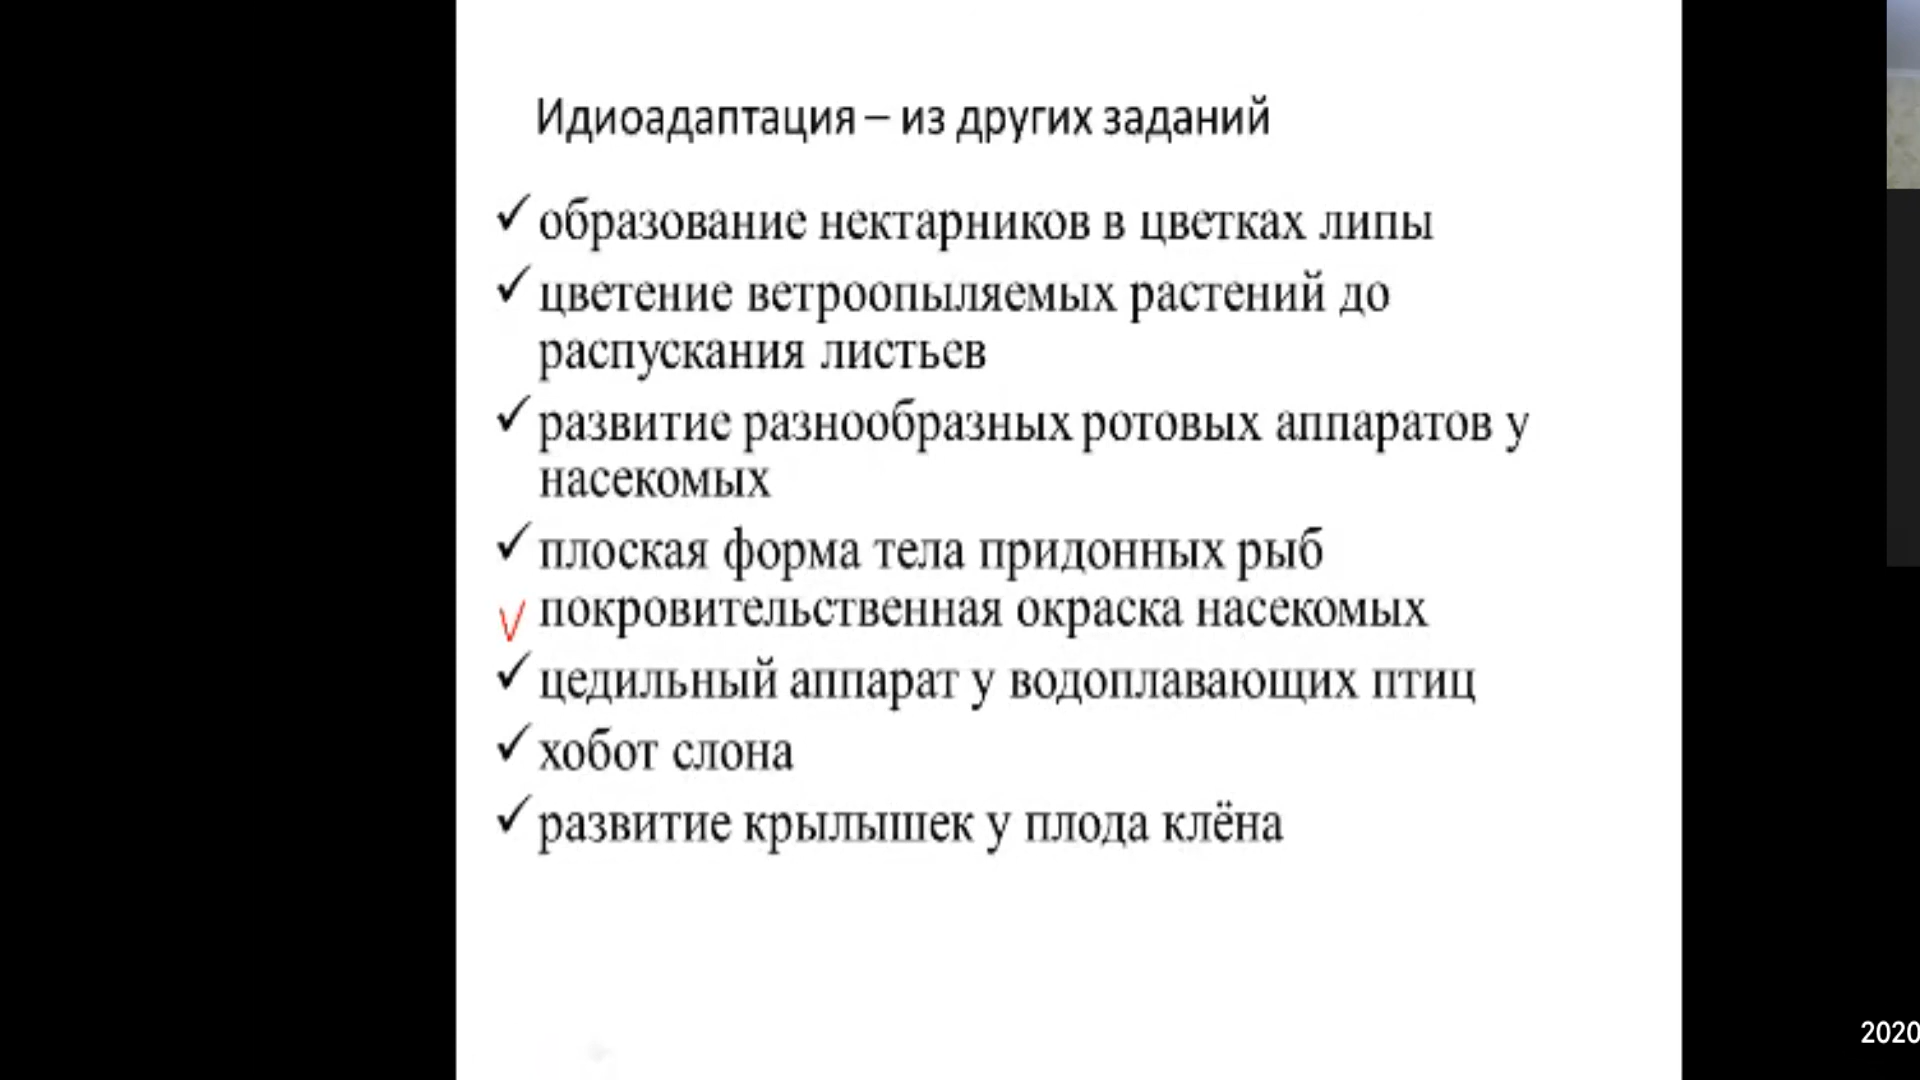 Идиоадаптация – из других заданий
✓ образование нектарников в цветках липы
✓ цветение ветроопыляемых растений до
распускания листьев
✓ развитие разнообразных ротовых аппаратов у
насекомых
✓ плоская форма тела придонных рыб
V покровительственная окраска насекомых
✓ цедильный аппарат у водоплавающих птиц
✓ хобот слона
✓ развитие крылышек у плода клёна
2020